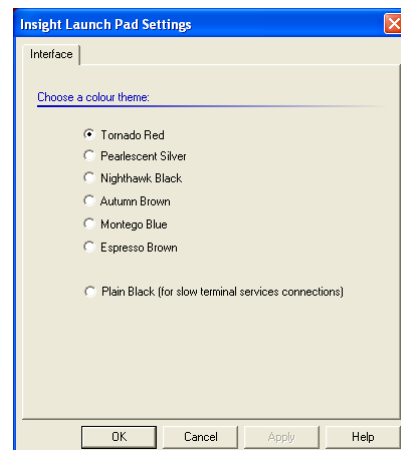 Insight Launch Pad Settings
Interface
Choose a colour theme:
Tornado Red
Pearlescent Silver
Nighthawk Black
Autumn Brown
Montego Blue
Espresso Brown
Plain Black (for slow terminal services connections)
OK Cancel Apply Help